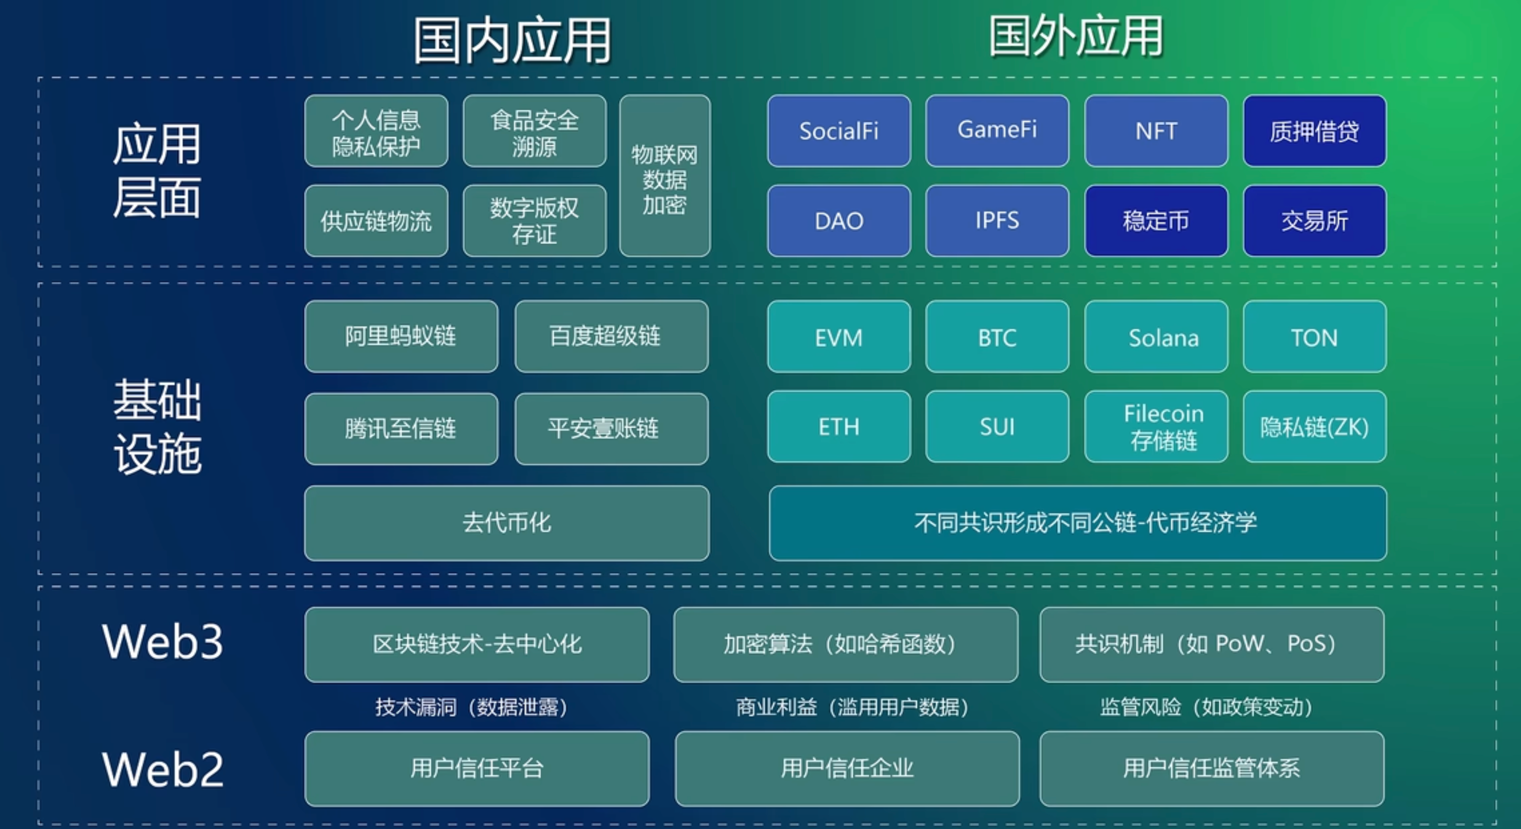 国内应用
国外应用
应用
层面
个人信息
隐私保护
食品安全
溯源
物联网
数据
加密
供应链物流
数字版权
存证
SocialFi
GameFi
NFT
质押借贷
DAO
IPFS
稳定币
交易所
基础
设施
阿里蚂蚁链
百度超级链
腾讯至信链
平安壹账链
去代币化
EVM
BTC
Solana
TON
ETH
SUI
Filecoin
存储链
隐私链(ZK)
不同共识形成不同公链-代币经济学
Web3
区块链技术-去中心化
加密算法（如哈希函数）
共识机制（如 PoW、PoS）
技术漏洞（数据泄露）
商业利益（滥用用户数据）
监管风险（如政策变动）
Web2
用户信任平台
用户信任企业
用户信任监管体系